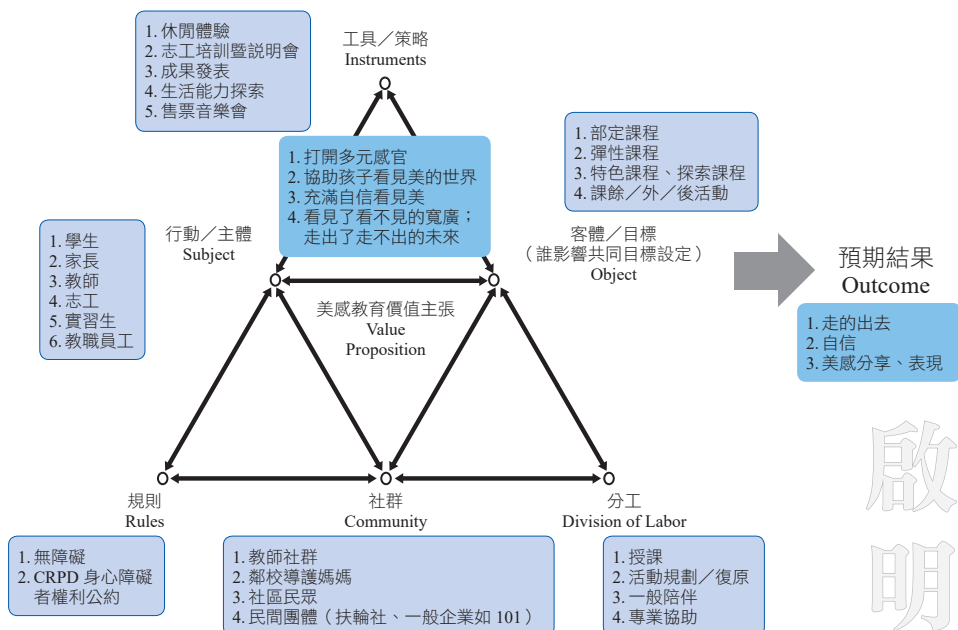 1. 休閒體驗
2. 志工培訓暨説明會
3. 成果發表
4. 生活能力探索
5. 售票音樂會
工具／策略
Instruments
1. 打開多元感官
2. 協助孩子看見美的世界
3. 充滿自信看見美
4. 看見了看不見的寬廣；
走出了走不出的未來
1. 部定課程
2. 彈性課程
3. 特色課程、探索課程
4. 課餘／外／後活動
1. 學生
2. 家長
3. 教師
4. 志工
5. 實習生
6. 教職員工
行動／主體
Subject
客體／目標
（誰影響共同目標設定）
Object
美感教育價值主張
Value
Proposition
預期結果
Outcome
1. 走的出去
2. 自信
3. 美感分享、表現
規則
Rules
社群
Community
分工
Division of Labor
1. 無障礙
2. CRPD 身心障礙
者權利公約
1. 教師社群
2. 鄰校導護媽媽
3. 社區民眾
4. 民間團體（扶輪社、一般企業如 101）
1. 授課
2. 活動規劃／復原
3. 一般陪伴
4. 專業協助
啟
明